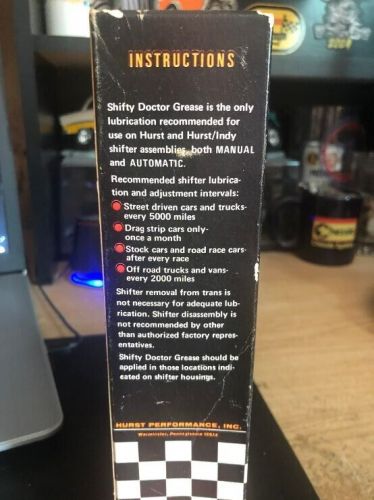 INSTRUCTIONS
Shifty Doctor Grease is the only
lubrication recommended for
use on Hurst and Hurst/Indy
shifter assemblies, both MANUAL
and AUTOMATIC.
Recommended shifter lubrica-
tion and adjustment intervals:
Street driven cars and trucks-
every 5000 miles
Drag strip cars only-
once a month
Stock cars and road race cars-
after every race
Off road trucks and vans-
every 2000 miles
Shifter removal from trans is
not necessary for adequate lub-
rication. Shifter disassembly is
not recommended by other
than authorized factory repre-
sentatives.
Shifty Doctor Grease should be
applied in those locations indi-
cated on shifter housings.
HURST PERFORMANCE, INC.
Warminster, Pennsylvania 18974